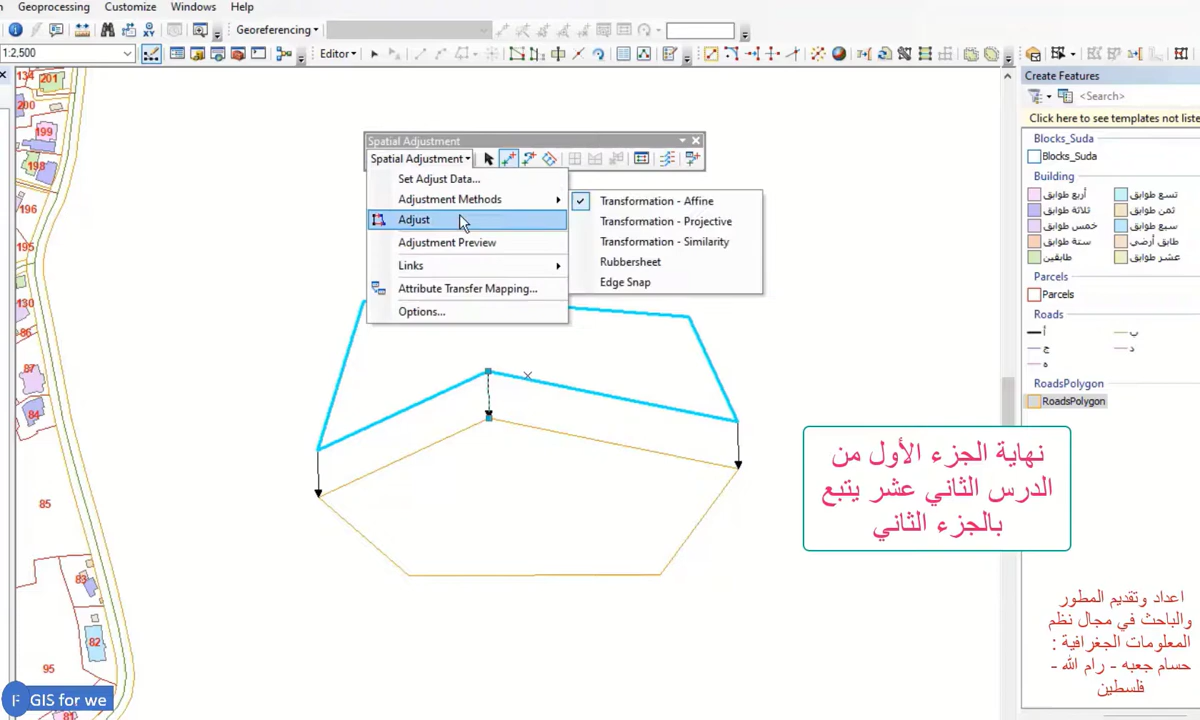 Geoprocessing Customize Windows Help
Georeferencing
1:2,500
Editor
Create Features
<Search>
Click here to see templates not liste
Blocks_Suda
Blocks_Suda
Building
أربع طوابق
تسع طوابق
ثلاثة طوابق
ثمن طوابق
خمس طوابق
سبع طوابق
ستة طوابق
طابق أرضي
طابقين
عشر طوابق
Parcels
Parcels
Roads
أ
ب
ج
د
ه
RoadsPolygon
RoadsPolygon
Spatial Adjustment
Spatial Adjustment
Set Adjust Data...
Adjustment Methods
Adjust
Adjustment Preview
Links
Attribute Transfer Mapping...
Options...
Transformation - Affine
Transformation - Projective
Transformation - Similarity
Rubbersheet
Edge Snap
134
201
200
199
198
196
195
130
86
87
84
85
83
82
95
81
نهاية الجزء الأول من
الدرس الثاني عشر يتبع
بالجزء الثاني
اعداد وتقديم المطور
والباحث في مجال نظم
المعلومات الجغرافية :
حسام جعبه - رام الله -
فلسطين
F GIS for we